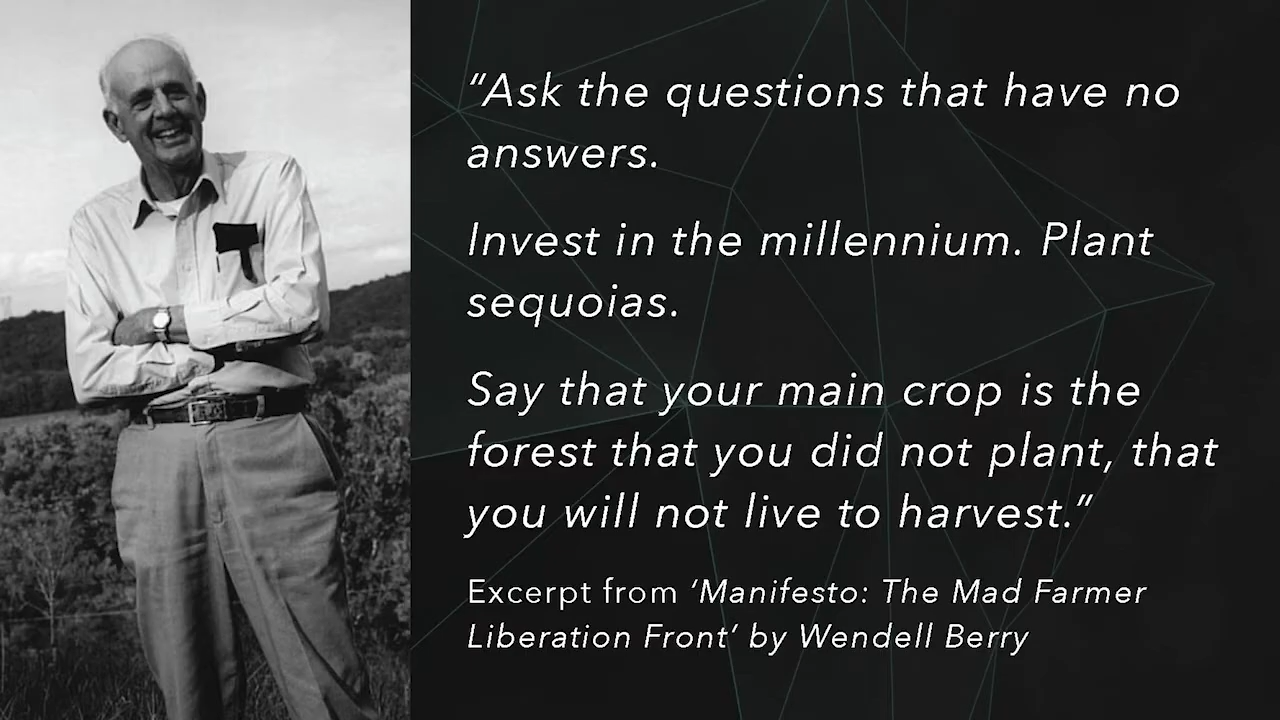 “Ask the questions that have no
answers.
Invest in the millennium. Plant
sequoias.
Say that your main crop is the
forest that you did not plant, that
you will not live to harvest.”
Excerpt from ‘Manifesto: The Mad Farmer
Liberation Front’ by Wendell Berry